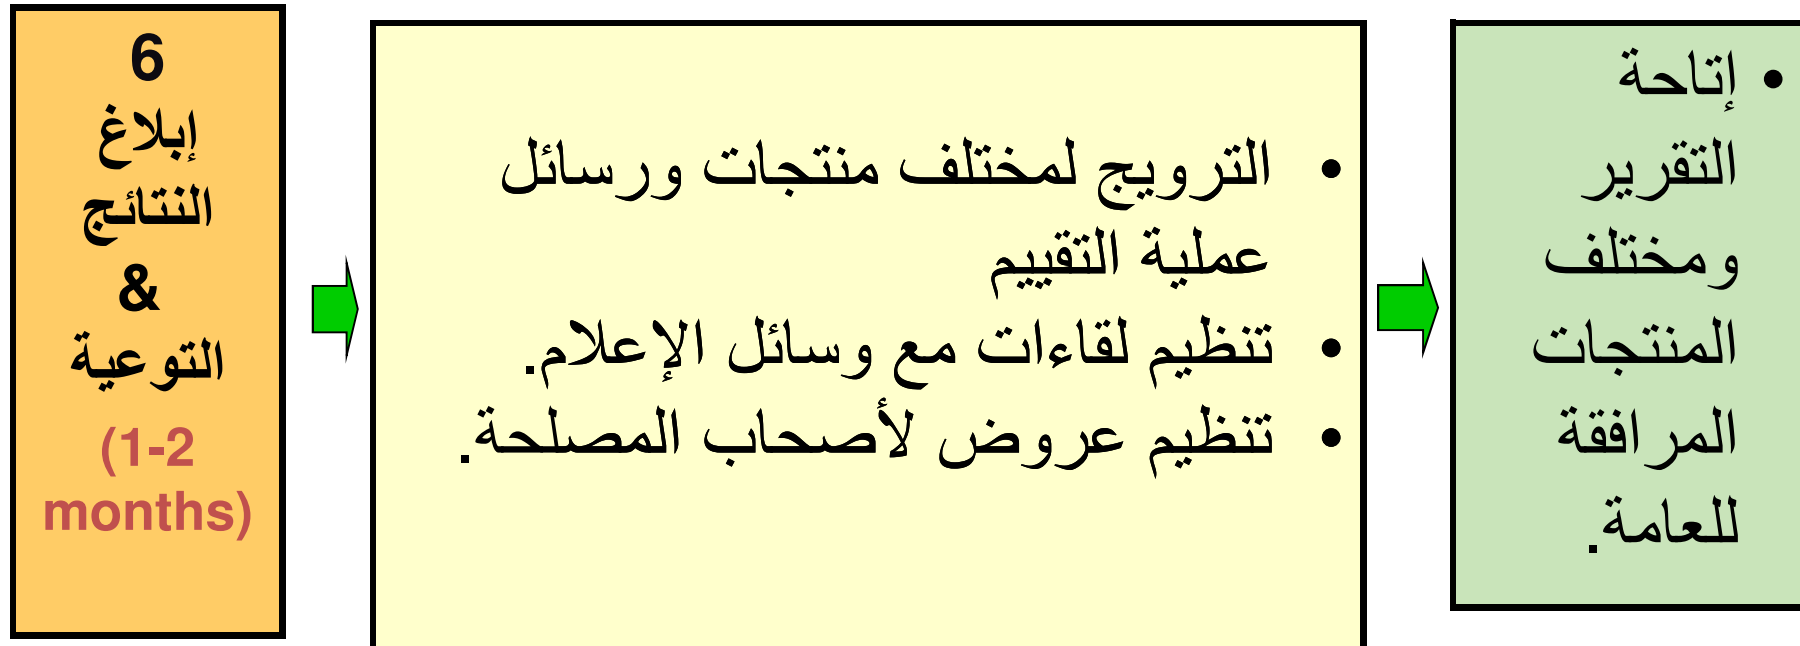 6
إبلاغ
النتائج
&
التوعية
(1-2
months)
• الترويج لمختلف منتجات ورسائل
عملية التقييم
• تنظيم لقاءات مع وسائل الإعلام.
• تنظيم عروض لأصحاب المصلحة.
• إتاحة
التقرير
ومختلف
المنتجات
المرافقة
للعامة.